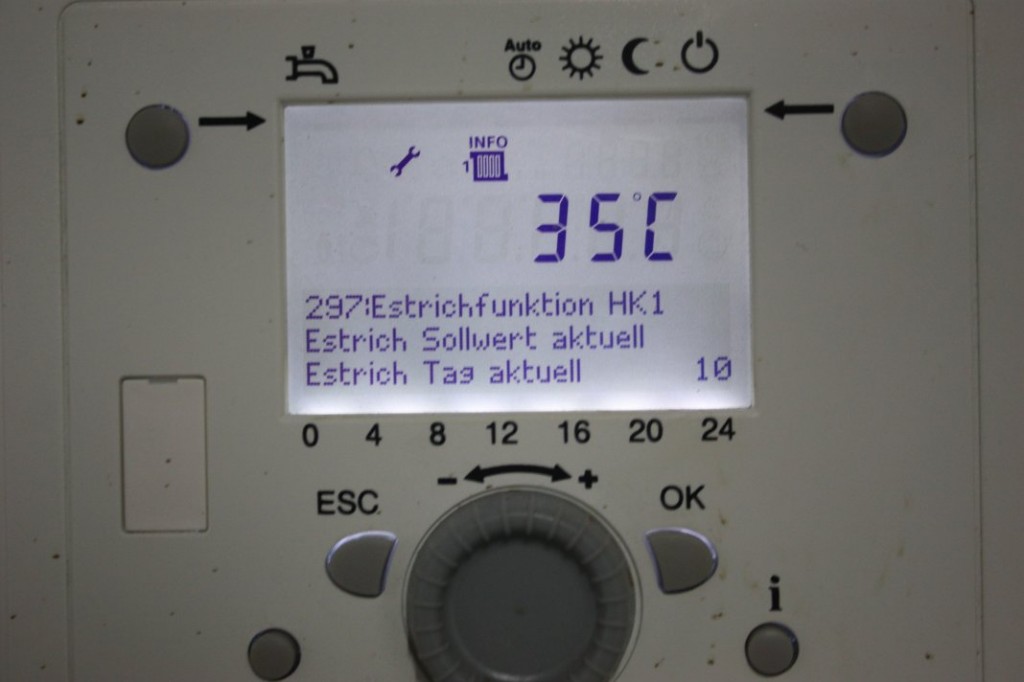 Auto
INFO
1
35°C
297:Estrichfunktion HK1
Estrich Sollwert aktuell
Estrich Tag aktuell 10
0 4 8 12 16 20 24
- +
ESC OK
i